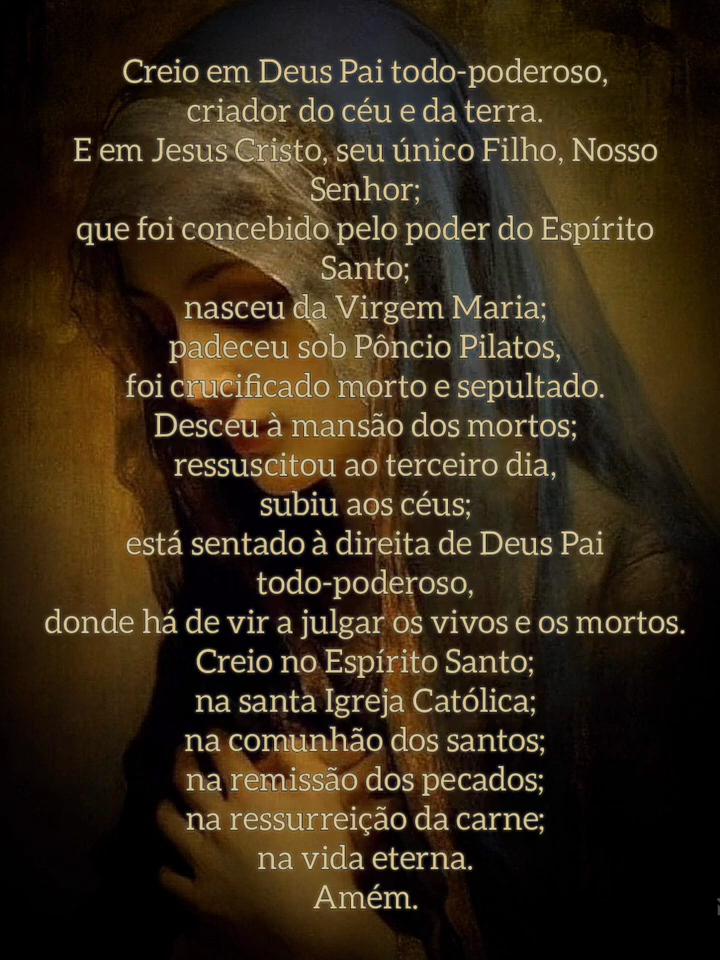 Creio em Deus Pai todo-poderoso,
criador do céu e da terra.
E em Jesus Cristo, seu único Filho, Nosso
Senhor;
que foi concebido pelo poder do Espírito
Santo;
nasceu da Virgem Maria;
padeceu sob Pôncio Pilatos,
foi crucificado morto e sepultado.
Desceu à mansão dos mortos;
ressuscitou ao terceiro dia,
subiu aos céus;
está sentado à direita de Deus Pai
todo-poderoso,
donde há de vir a julgar os vivos e os mortos.
Creio no Espírito Santo;
na santa Igreja Católica;
na comunhão dos santos;
na remissão dos pecados;
na ressurreição da carne;
na vida eterna.
Amém.